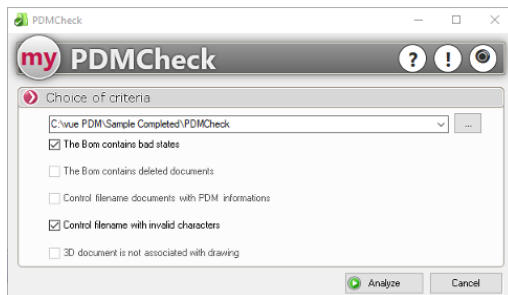 PDMCheck
my PDMCheck ? !
Choice of criteria
C:\vue PDM\Sample Completed\PDMCheck ...
The Bom contains bad states
The Bom contains deleted documents
Control filename documents with PDM informations
Control filename with invalid characters
3D document is not associated with drawing
Analyze Cancel